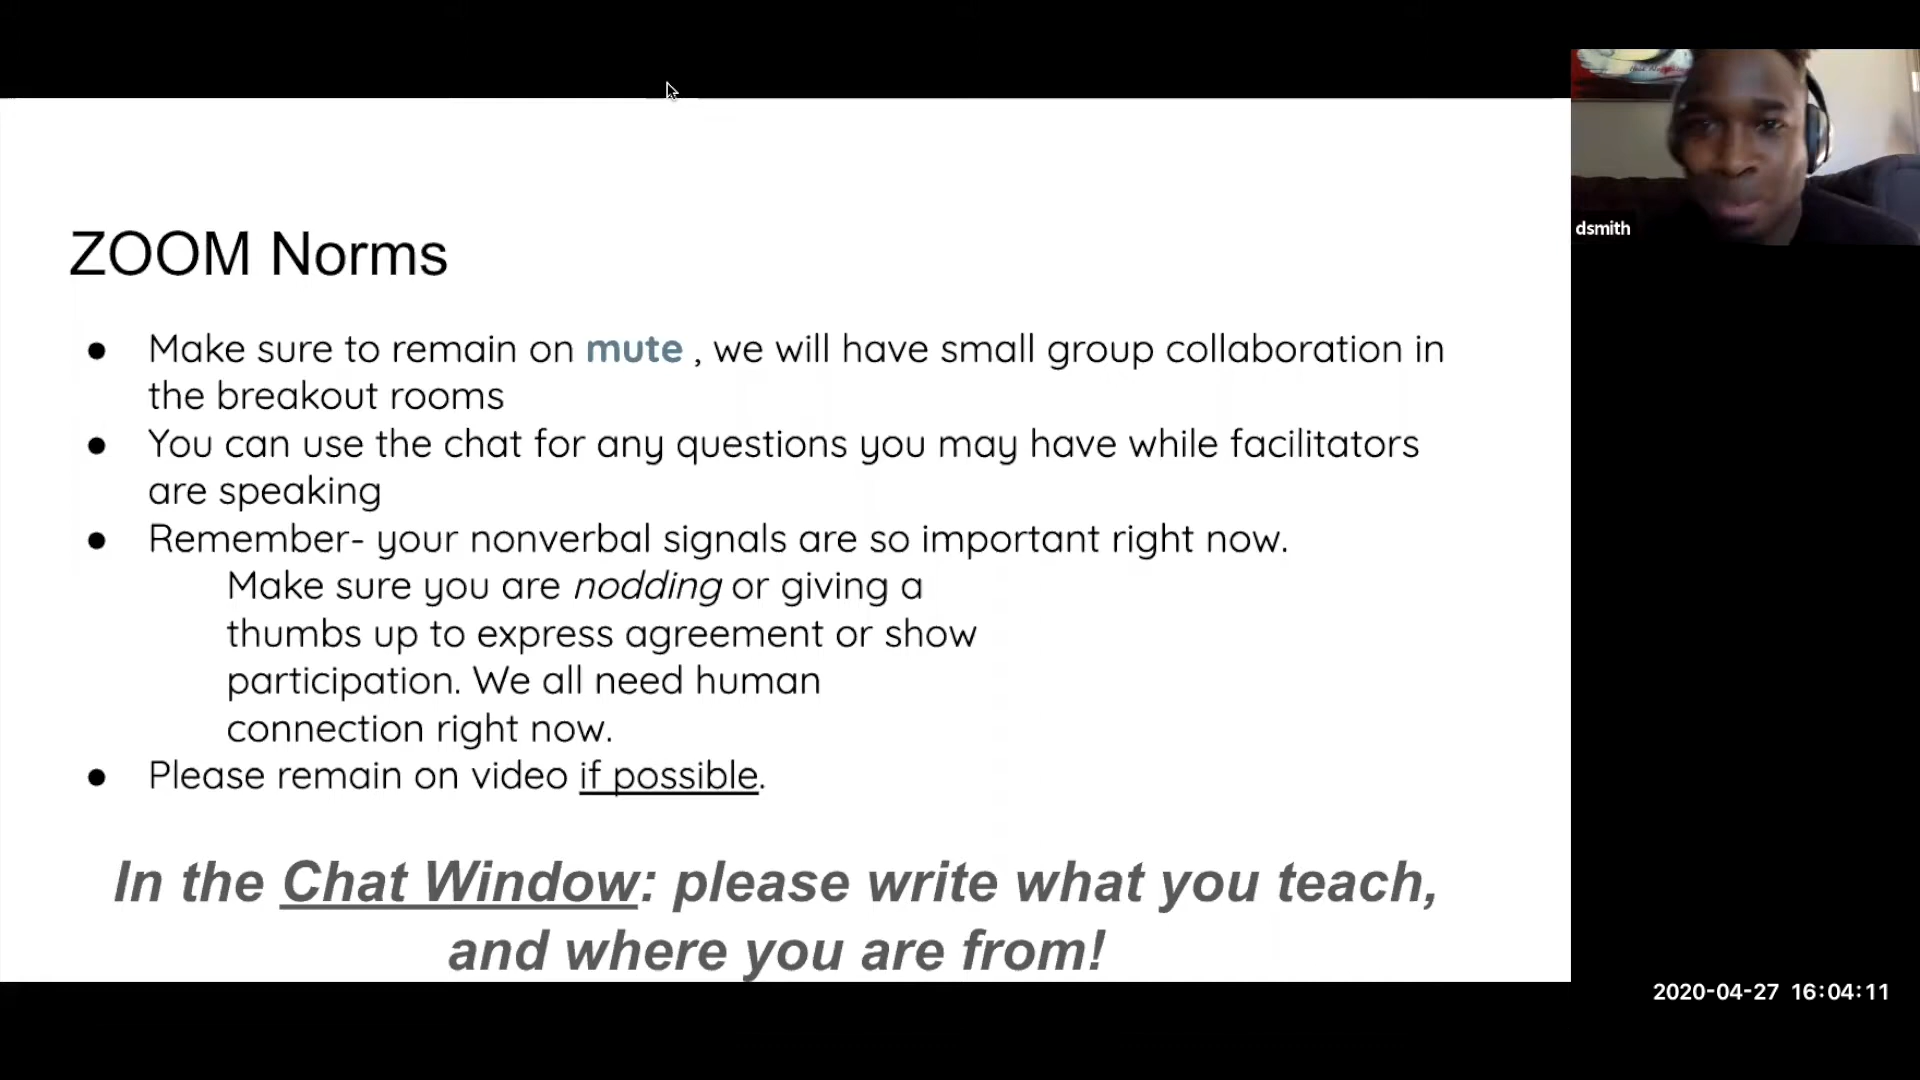 ZOOM Norms
● Make sure to remain on mute , we will have small group collaboration in
the breakout rooms
● You can use the chat for any questions you may have while facilitators
are speaking
● Remember- your nonverbal signals are so important right now.
Make sure you are nodding or giving a
thumbs up to express agreement or show
participation. We all need human
connection right now.
● Please remain on video if possible.
In the Chat Window: please write what you teach,
and where you are from!
dsmith
2020-04-27 16:04:11